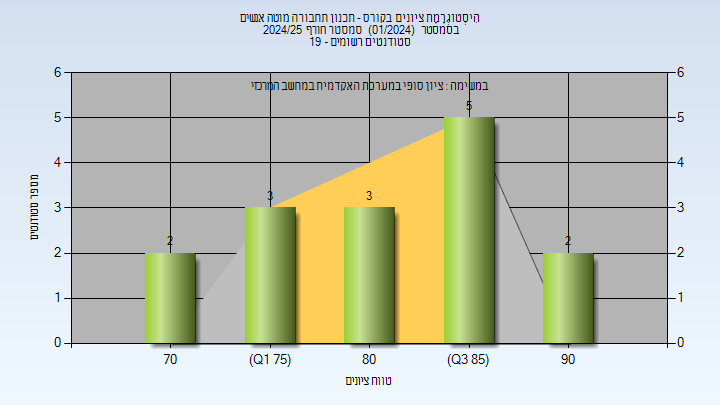 היסטוגרמת ציונים בקורס - תכנון תחבורה מוטה אנשים
בסמסטר (01/2024) סמסטר חורף 2024/25
סטודנטים רשומים - 19
במשימה : ציון סופי במערכת האקדמית במחשב המרכזי
6 6
5 5
4 4
3 3
2 2
1 1
0 0
2 3 3 5 2
מספר סטודנטים
70 (Q1 75) 80 (Q3 85) 90
טווח ציונים